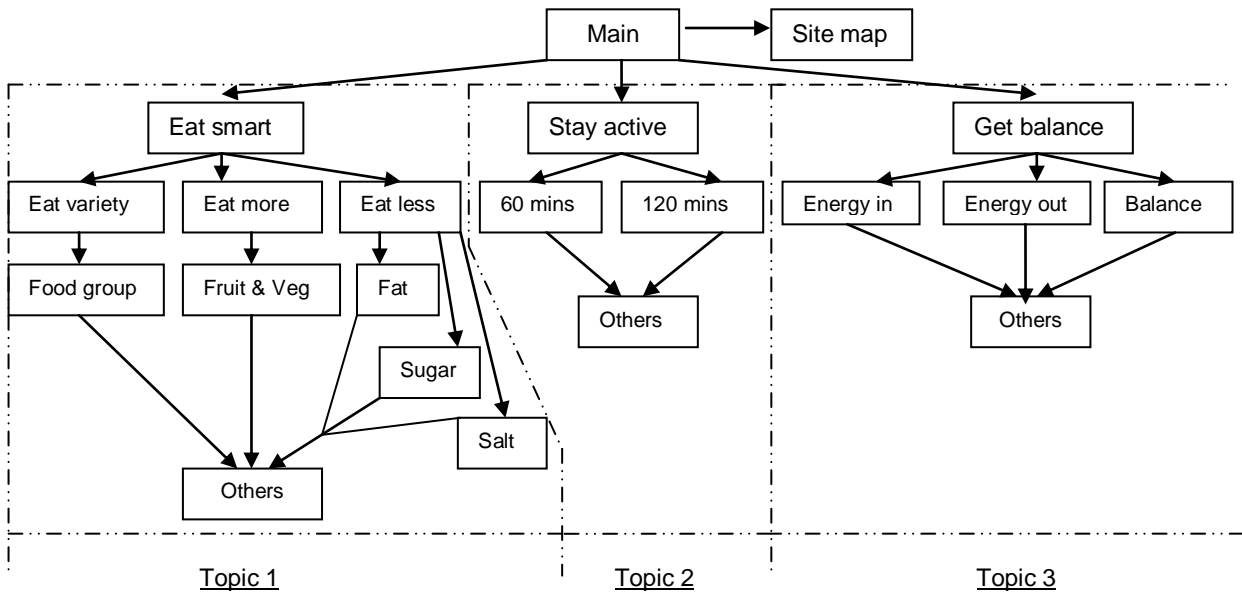 Main
Site map
Eat smart
Stay active
Get balance
Eat variety
Eat more
Eat less
60 mins
120 mins
Energy in
Energy out
Balance
Food group
Fruit & Veg
Fat
Others
Others
Sugar
Salt
Others
Topic 1
Topic 2
Topic 3